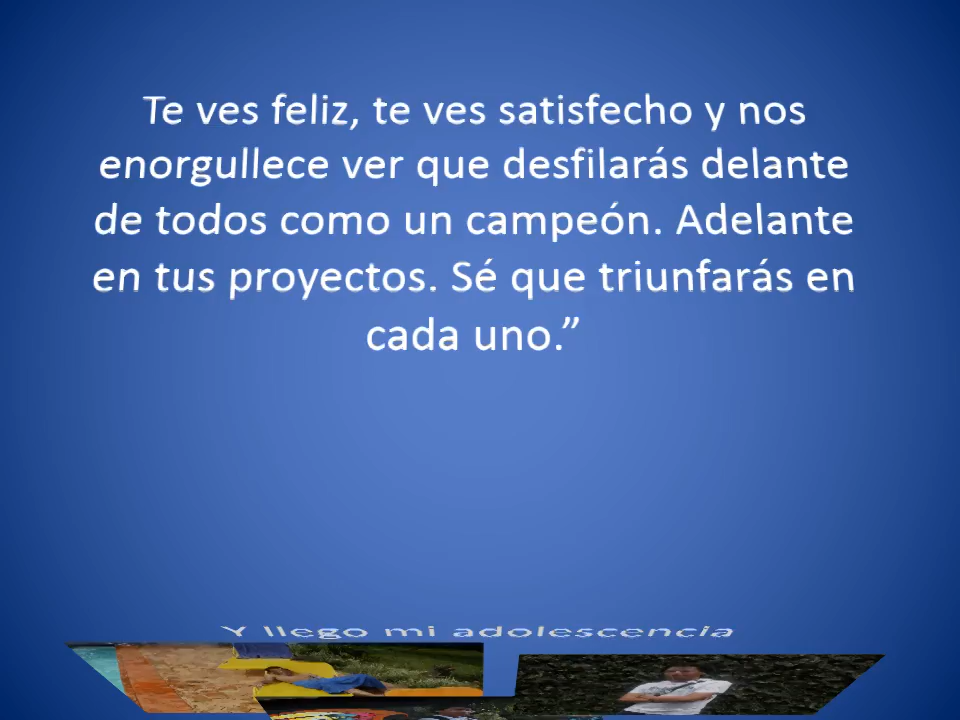 Te ves feliz, te ves satisfecho y nos
enorgullece ver que desfilarás delante
de todos como un campeón. Adelante
en tus proyectos. Sé que triunfarás en
cada uno.”
Y llego mi adolescencia